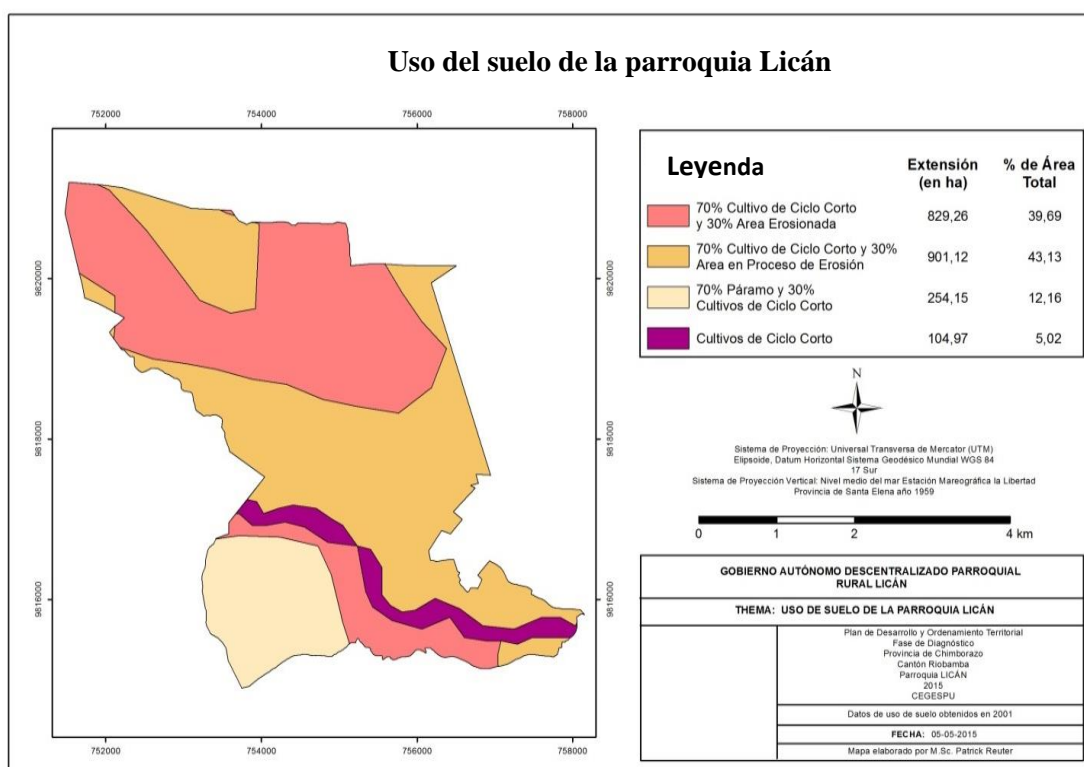 Uso del suelo de la parroquia Licán
752000
754000
756000
758000
9820000
9818000
9816000
9820000
9818000
9816000
752000
754000
756000
758000
Leyenda
Extensión
(en ha)
% de Área
Total
70% Cultivo de Ciclo Corto
y 30% Area Erosionada
829,26
39,69
70% Cultivo de Ciclo Corto y 30%
Area en Proceso de Erosión
901,12
43,13
70% Páramo y 30%
Cultivos de Ciclo Corto
254,15
12,16
Cultivos de Ciclo Corto
104,97
5,02
N
Sistema de Proyección: Universal Transversa de Mercator (UTM)
Elipsoide, Datum Horizontal Sistema Geodésico Mundial WGS 84
17 Sur
Sistema de Proyección Vertical: Nivel medio del mar Estación Mareográfica la Libertad
Provincia de Santa Elena año 1959
0 1 2 4 km
GOBIERNO AUTÓNOMO DESCENTRALIZADO PARROQUIAL
RURAL LICÁN
THEMA: USO DE SUELO DE LA PARROQUIA LICÁN
Plan de Desarrollo y Ordenamiento Territorial
Fase de Diagnóstico
Provincia de Chimborazo
Cantón Riobamba
Parroquia LICÁN
2015
CEGESPU
Datos de uso de suelo obtenidos en 2001
FECHA: 05-05-2015
Mapa elaborado por M.Sc. Patrick Reuter